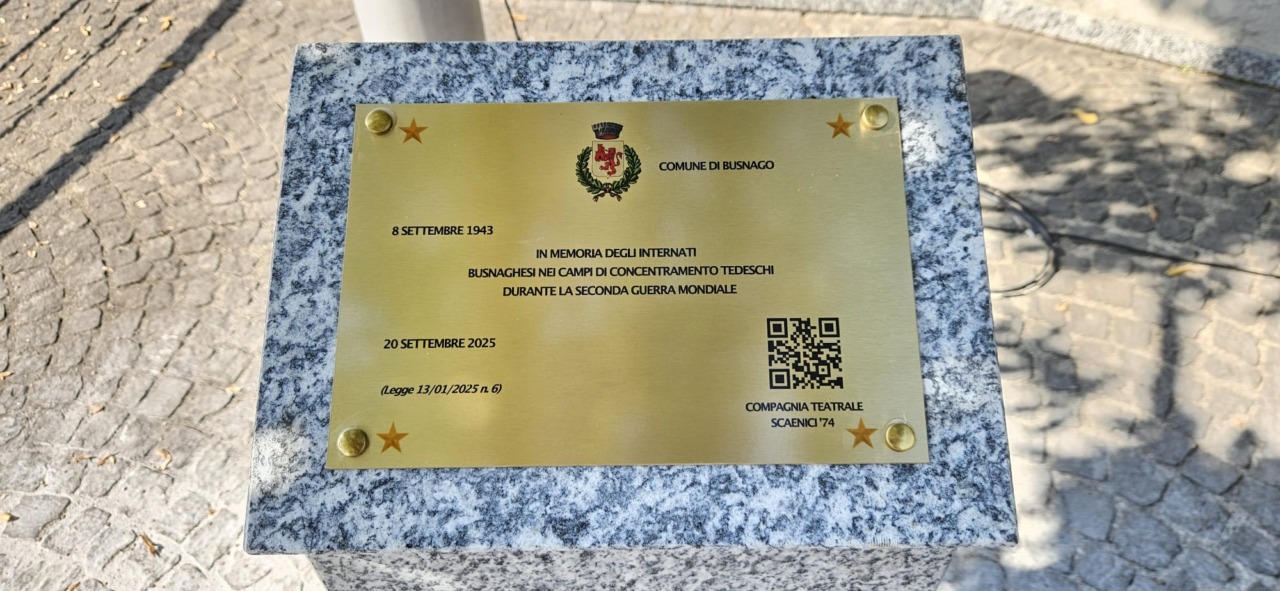 COMUNE DI BUSNAGO
8 SETTEMBRE 1943
IN MEMORIA DEGLI INTERNATI
BUSNAGHESI NEI CAMPI DI CONCENTRAMENTO TEDESCHI
DURANTE LA SECONDA GUERRA MONDIALE
20 SETTEMBRE 2025
(Legge 13/01/2025 n. 6)
COMPAGNIA TEATRALE
SCAENICI '74